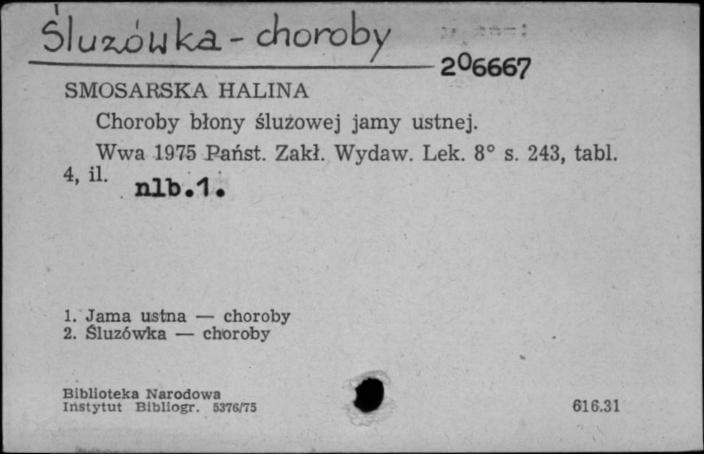 Śluzówka - choroby
206667
SMOSARSKA HALINA
Choroby błony śluzowej jamy ustnej.
Wwa 1975 Państ. Zakł. Wydaw. Lek. 8° s. 243, tabl.
4, il. nlb.1.
1. Jama ustna — choroby
2. Śluzówka — choroby
Biblioteka Narodowa
Instytut Bibliogr. 5376/75
616.31